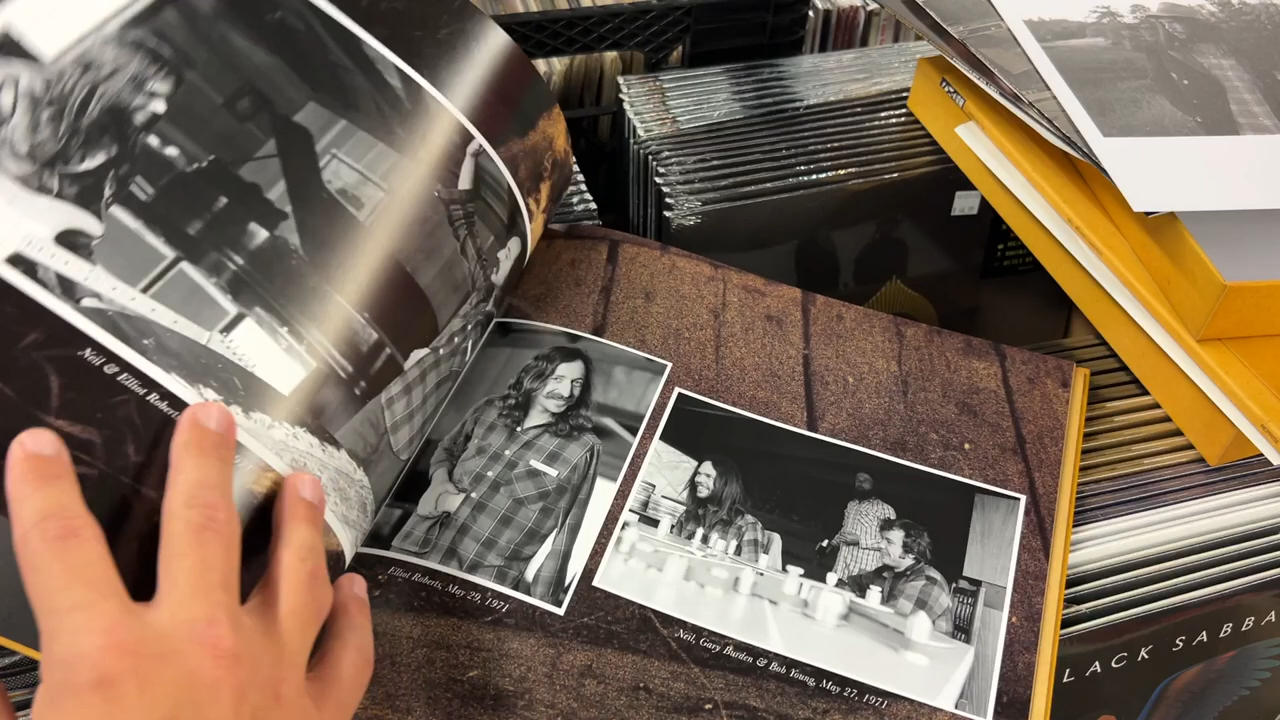 Neil & Elliot Roberts,
Elliot Roberts, May 29, 1971
Neil, Gary Burden & Bob Young, May 27, 1971
LACK SABBA